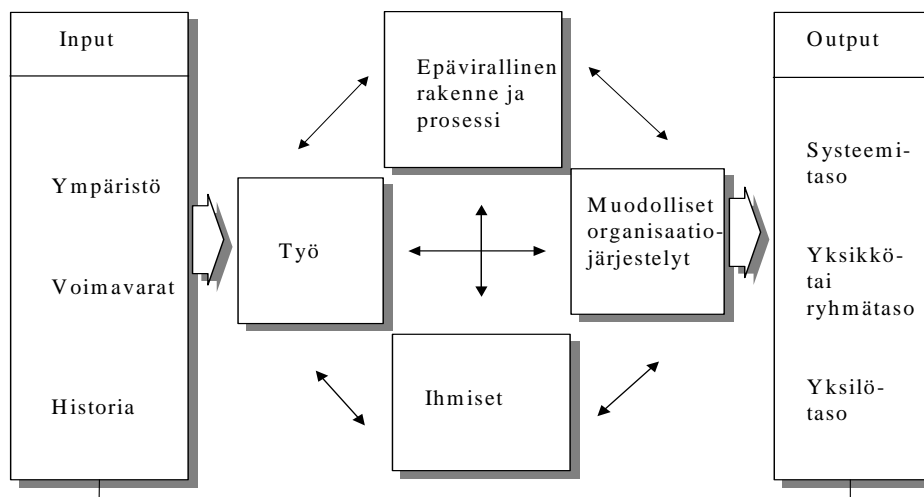 Input
Ympäristö
Voimavarat
Historia
Epävirallinen
rakenne ja
prosessi
Työ
Muodolliset
organisaatio-
järjestelyt
Ihmiset
Output
Systeemi-
taso
Yksikkö-
tai
ryhmätaso
Yksilö-
taso